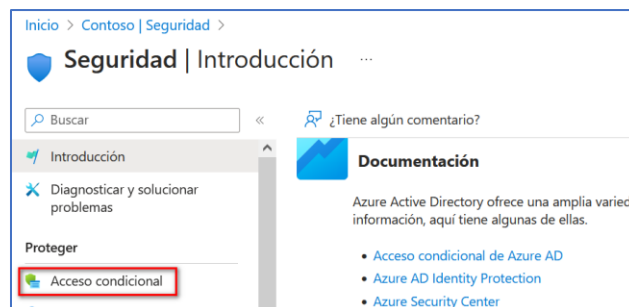 Inicio > Contoso | Seguridad >
Seguridad | Introducción ...
Buscar
«
¿Tiene algún comentario?
Introducción
Documentación
Diagnosticar y solucionar
problemas
Azure Active Directory ofrece una amplia varied
información, aquí tiene algunas de ellas.
Proteger
• Acceso condicional de Azure AD
Acceso condicional
• Azure AD Identity Protection
• Azure Security Center